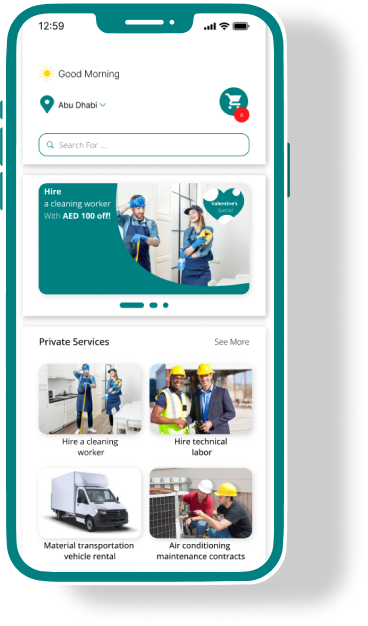 12:59
Good Morning
Abu Dhabi
0
Search For ....
Hire
a cleaning worker
With AED 100 off!
Valentine's
Special
Private Services
See More
Hire a cleaning
worker
Hire technical
labor
Material transportation
vehicle rental
Air conditioning
maintenance contracts